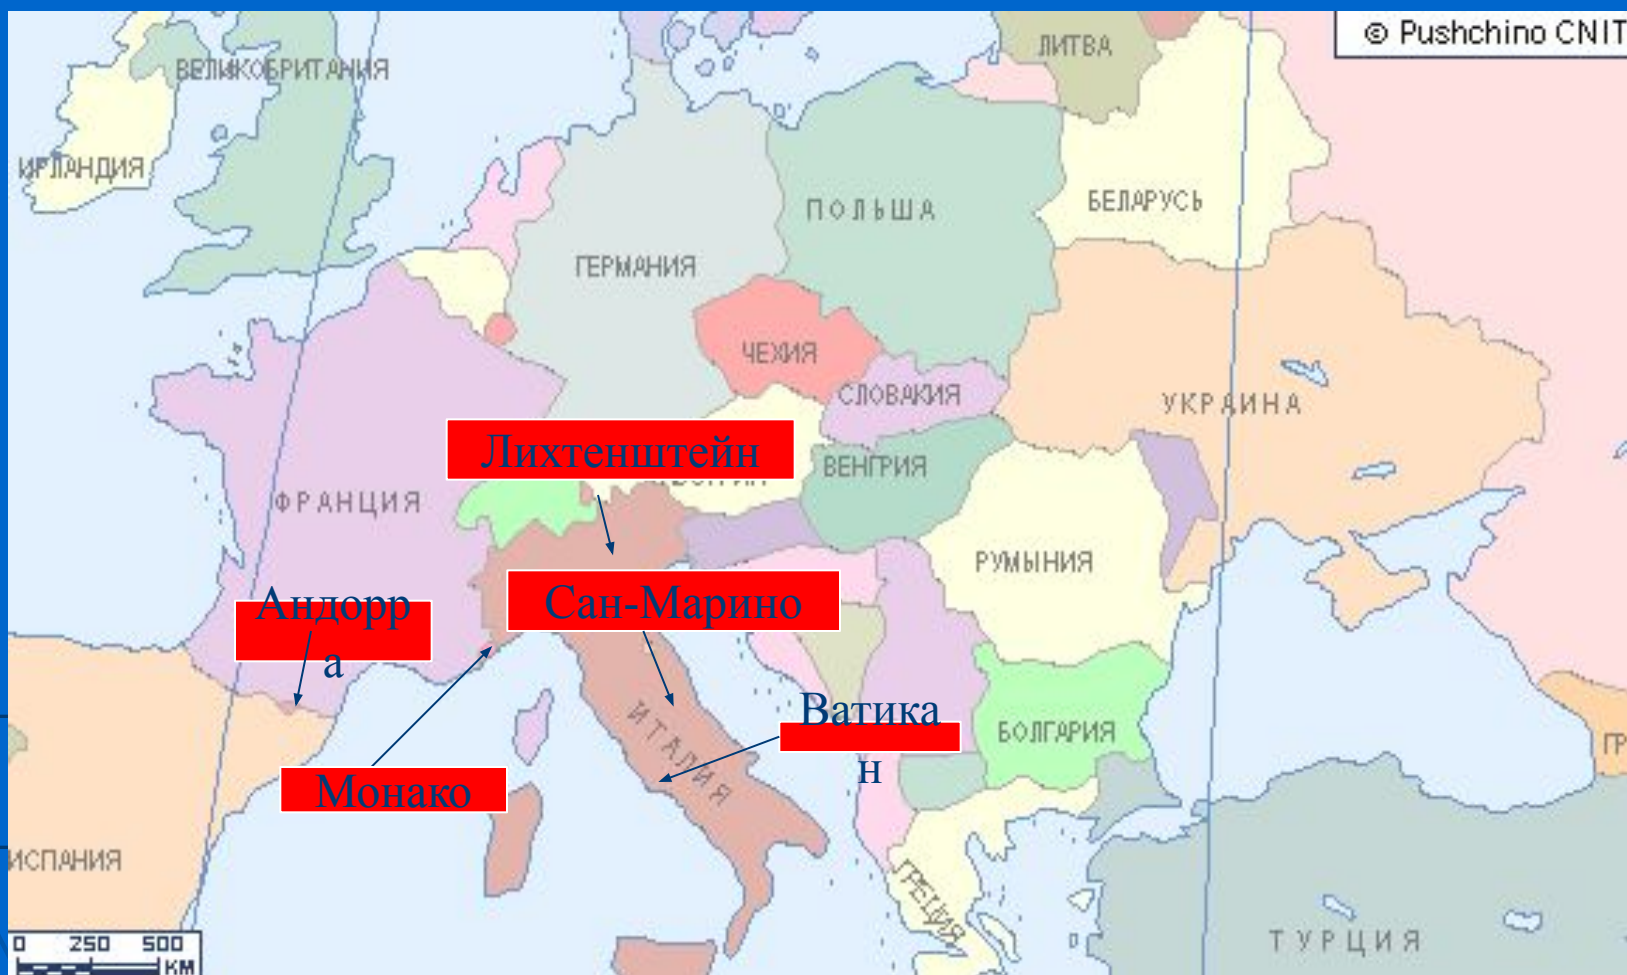 © Pushchino CNIT
ЛИТВА
ВЕЛИКОБРИТАНИЯ
ИРЛАНДИЯ
БЕЛАРУСЬ
ПОЛЬША
ГЕРМАНИЯ
ЧЕХИЯ
СЛОВАКИЯ
УКРАИНА
Лихтенштейн
ВЕНГРИЯ
ФРАНЦИЯ
РУМЫНИЯ
Андорр
а
Сан-Марино
Ватика
н
ИТАЛИЯ
БОЛГАРИЯ
ГР
Монако
ИСПАНИЯ
ГРЕЦИЯ
ТУРЦИЯ
0 250 500
КМ